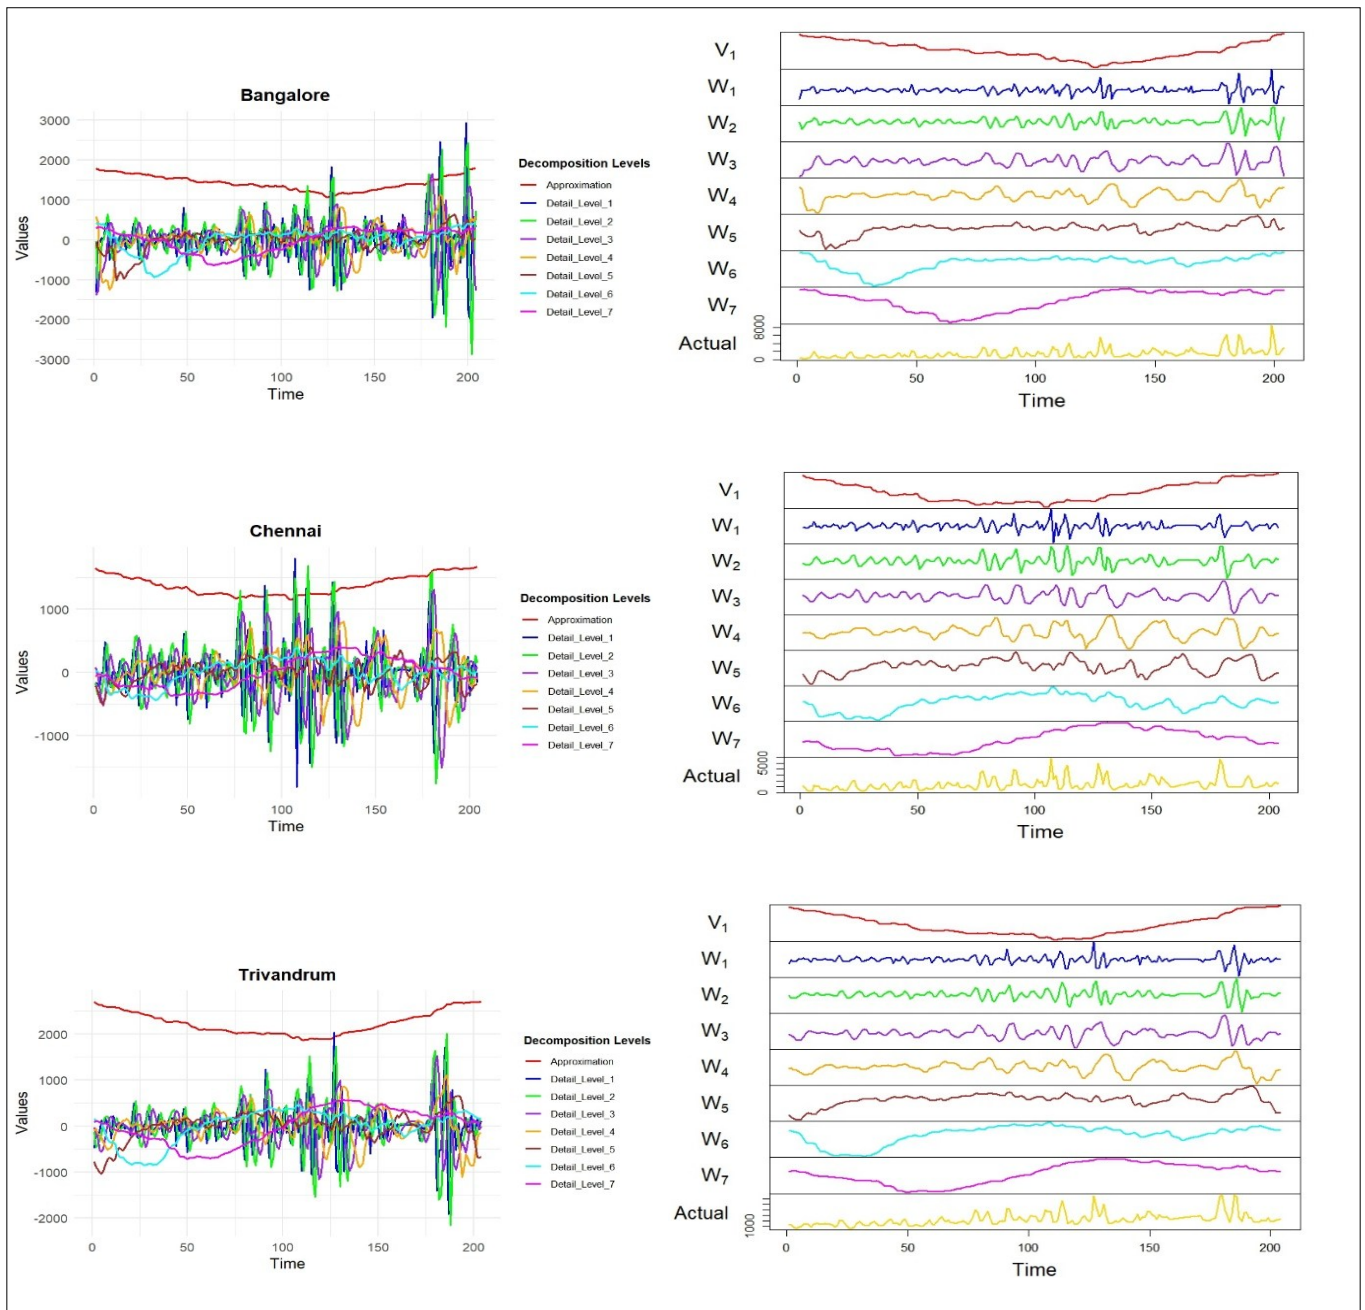 Bangalore
3000
2000
1000
0
-1000
-2000
-3000
Values
0 50 100 150 200
Time
Decomposition Levels
Approximation
Detail_Level_1
Detail_Level_2
Detail_Level_3
Detail_Level_4
Detail_Level_5
Detail_Level_6
Detail_Level_7
V1
W1
W2
W3
W4
W5
W6
W7
Actual
8000
0
0 50 100 150 200
Time
Chennai
1000
0
-1000
Values
0 50 100 150 200
Time
Decomposition Levels
Approximation
Detail_Level_1
Detail_Level_2
Detail_Level_3
Detail_Level_4
Detail_Level_5
Detail_Level_6
Detail_Level_7
V1
W1
W2
W3
W4
W5
W6
W7
Actual
5000
0
0 50 100 150 200
Time
Trivandrum
2000
1000
0
-1000
-2000
Values
0 50 100 150 200
Time
Decomposition Levels
Approximation
Detail_Level_1
Detail_Level_2
Detail_Level_3
Detail_Level_4
Detail_Level_5
Detail_Level_6
Detail_Level_7
V1
W1
W2
W3
W4
W5
W6
W7
Actual
1000
0 50 100 150 200
Time